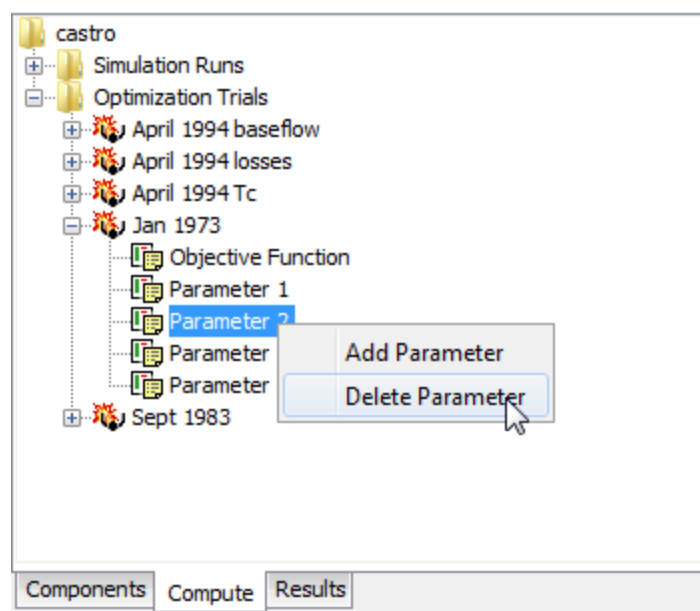 castro
Simulation Runs
Optimization Trials
April 1994 baseflow
April 1994 losses
April 1994 Tc
Jan 1973
Objective Function
Parameter 1
Parameter 2
Parameter
Add Parameter
Parameter
Delete Parameter
Sept 1983
Components Compute Results